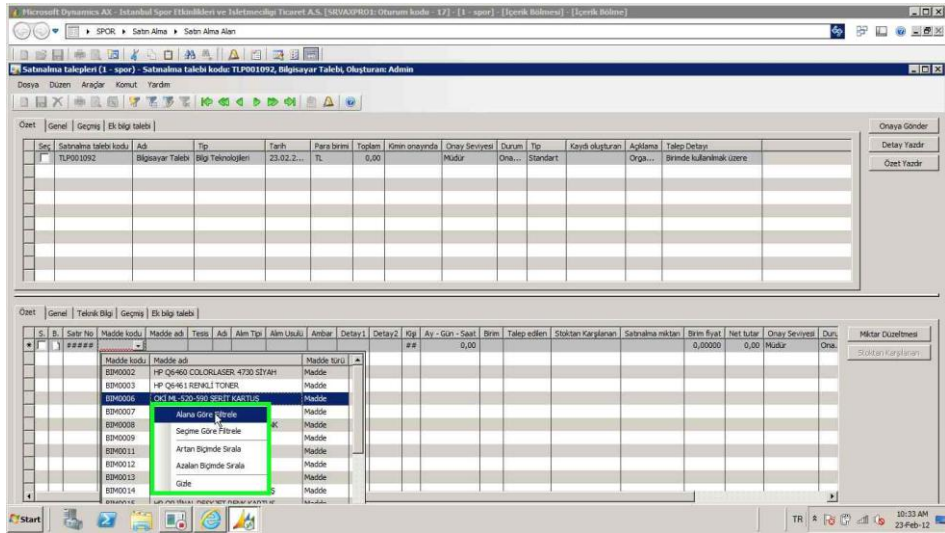 Microsoft Dynamics AX - İstanbul Spor Etkinlikleri ve İsletmeciligi Ticaret A.S. [SRVAXPRO1: Oturum kodu - 17] - [1 - spor] - [İçerik Bölmesi] - [İçerik Bölme]
SPOR Satın Alma Satın Alma Alan
Satınalma talepleri (1 - spor) - Satınalma talebi kodu: TLP001092, Bilgisayar Talebi, Oluşturan: Admin
Dosya Düzen Araçlar Komut Yardım
Özet Genel Geçmiş Ek bilgi talebi
Onaya Gönder
Seç Satınalma talebi kodu Adı Tip Tarih Para birimi Toplam Kimin onayında Onay Seviyesi Durum Tip Kaydı oluşturan Açıklama Talep Detayı
Detay Yazdır
TLP001092 Bilgisayar Talebi Bilgi Teknolojileri 23.02.2... TL 0,00 Müdür Ona... Standart Orga... Birimde kullanılmak üzere
Özet Yazdır
Özet Genel Teknik Bilgi Geçmiş Ek bilgi talebi
S. B. Satır No Madde kodu Madde adı Tesis Adı Alım Tipi Alım Usulü Ambar Detay1 Detay2 Kişi Ay - Gün - Saat Birim Talep edilen Stoktan Karşılanan Satınalma miktarı Birim fiyat Net tutar Onay Seviyesi Duru
Miktar Düzeltmesi
##### ## 0,00 0,00000 0,00 Müdür Ona.
Stoktan Karşılanan
Madde kodu Madde adı Madde türü
BIM0002 HP Q6460 COLORLASER 4730 SİYAH Madde
BIM0003 HP Q6461 RENKLİ TONER Madde
BIM0006 OKİ ML-520-590 ŞERİT KARTUŞ Madde
BIM0007 Madde
Alana Göre Filtrele
BIM0008 Madde
Seçime Göre Filtrele
BIM0009 Madde
BIM0011 Madde
Artan Biçimde Sırala
BIM0012 Madde
Azalan Biçimde Sırala
BIM0013 Madde
Gizle
BIM0014 Ş Madde
Start
TR
10:33 AM
23-Feb-12